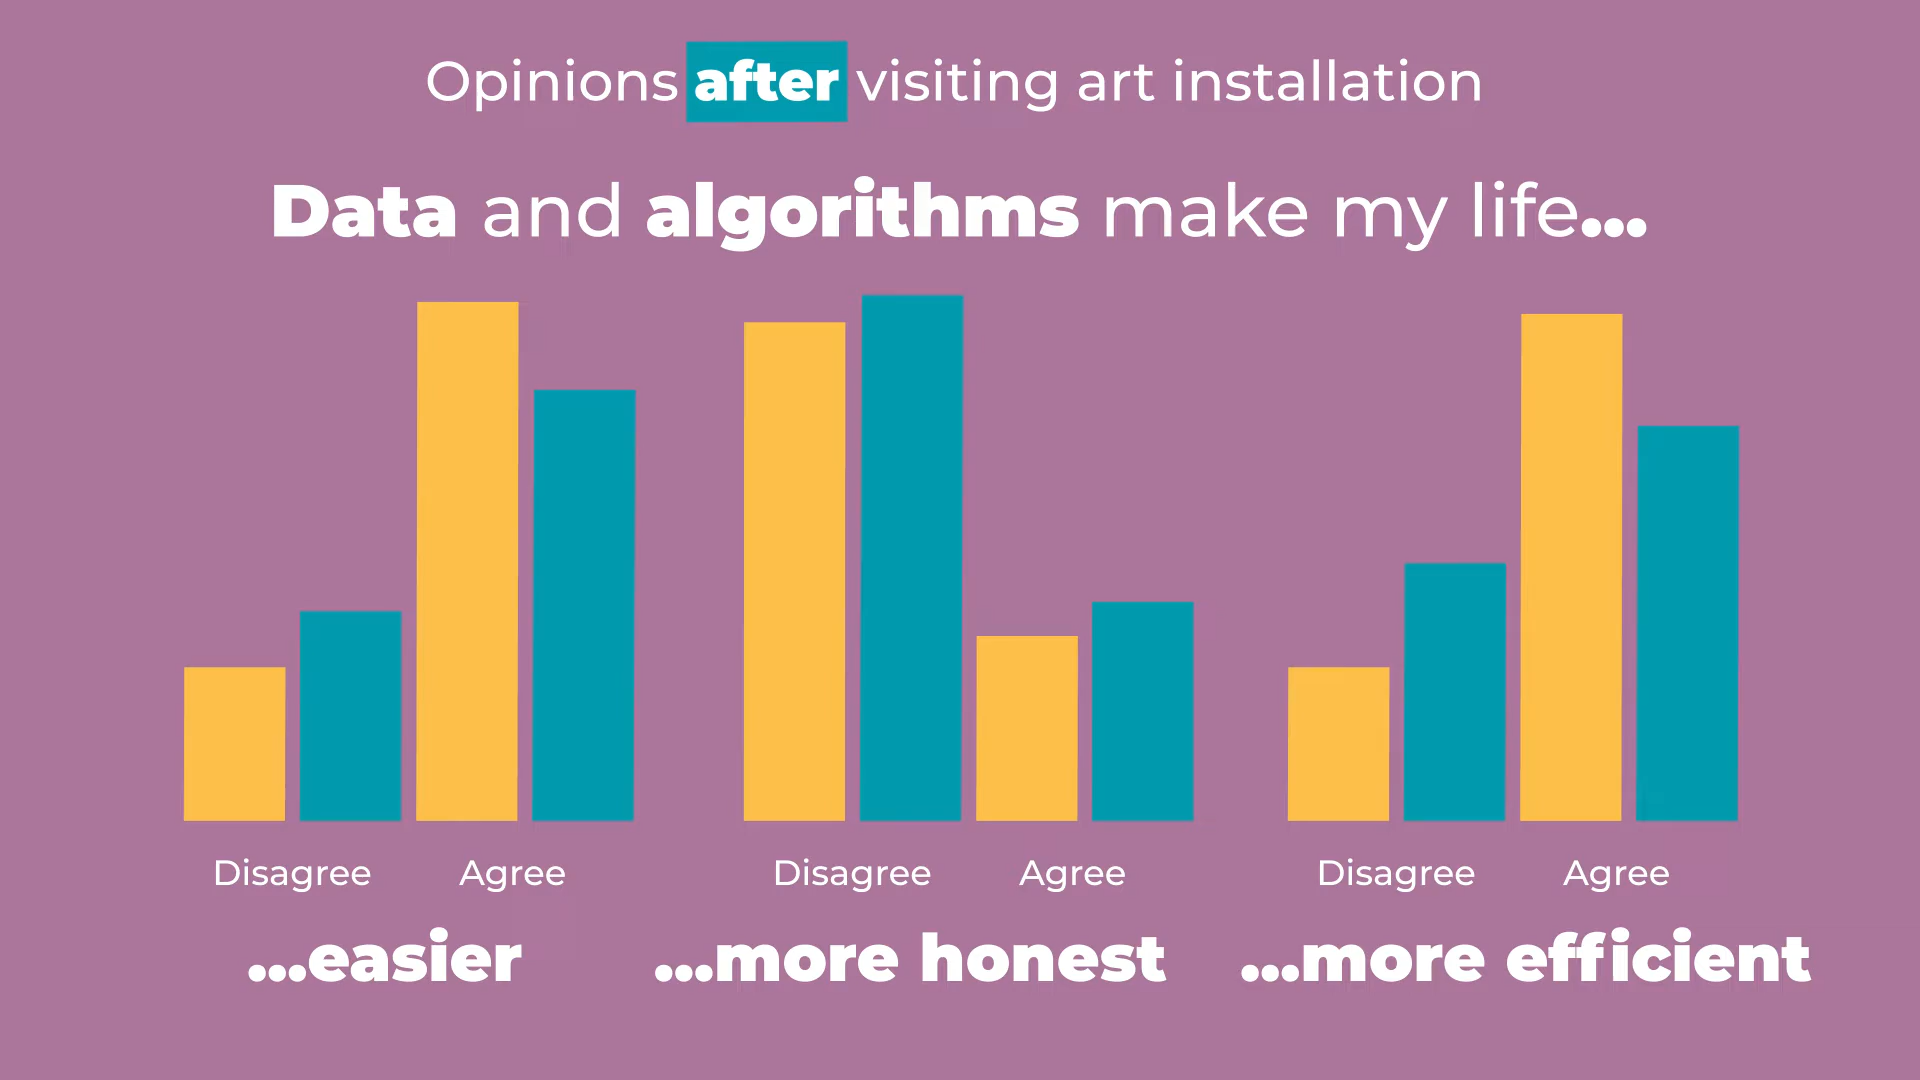 Opinions after visiting art installation
Data and algorithms make my life...
Disagree Agree Disagree Agree Disagree Agree
...easier ...more honest ...more efficient